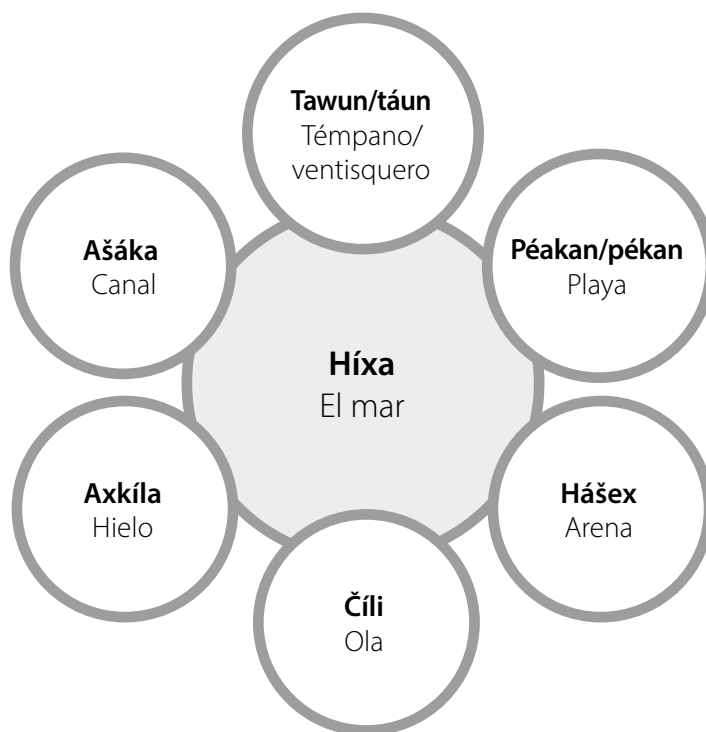 Tawun/táun
Témpano/
ventisquero
Ašáka
Canal
Péakan/pékan
Playa
Híxa
El mar
Axkíla
Hielo
Hášex
Arena
Číli
Ola